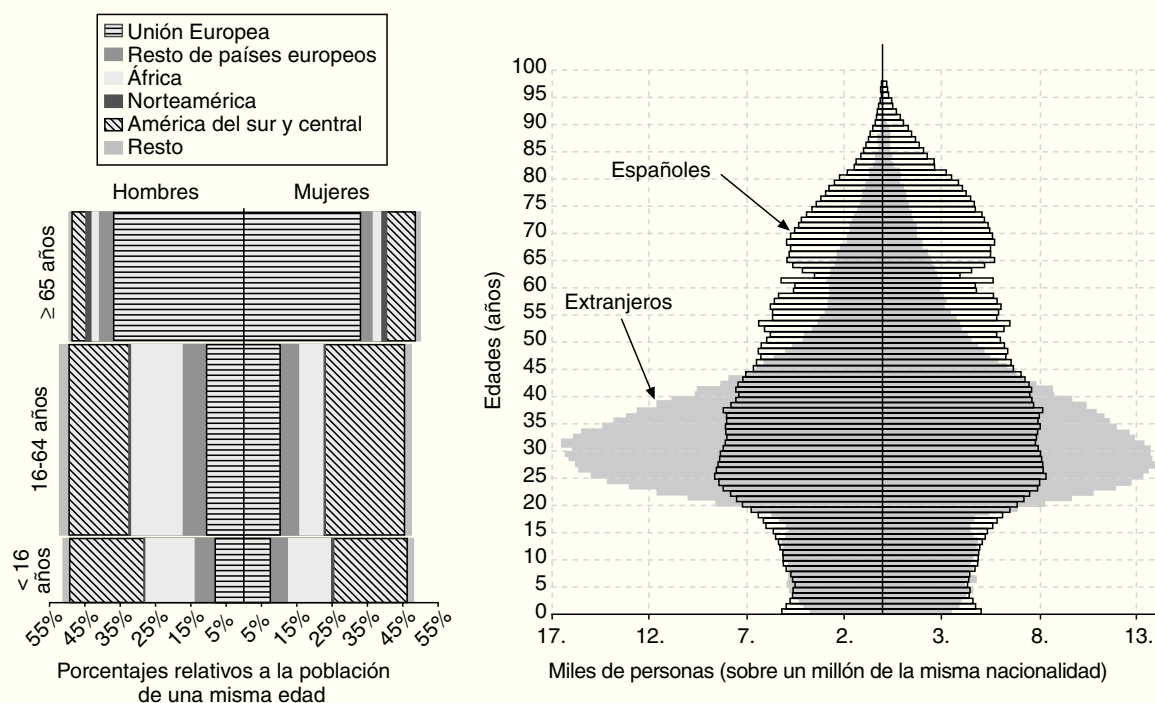 Unión Europea
Resto de países europeos
África
Norteamérica
América del sur y central
Resto
Hombres
Mujeres
≥ 65 años
16-64 años
< 16
años
55% 45% 35% 25% 15% 5% 5% 15% 25% 35% 45% 55%
Porcentajes relativos a la población
de una misma edad
Edades (años)
100
95
90
85
80
75
70
65
60
55
50
45
40
35
30
25
20
15
10
5
0
Españoles
Extranjeros
17. 12. 7. 2. 3. 8. 13.
Miles de personas (sobre un millón de la misma nacionalidad)